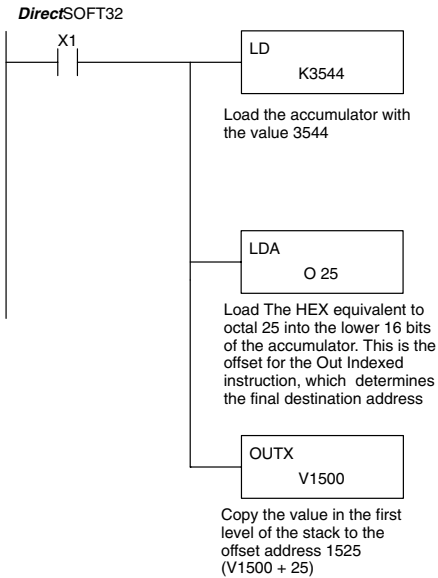 DirectSOFT32
X1
LD
K3544
Load the accumulator with
the value 3544
LDA
O 25
Load The HEX equivalent to
octal 25 into the lower 16 bits
of the accumulator. This is the
offset for the Out Indexed
instruction, which determines
the final destination address
OUTX
V1500
Copy the value in the first
level of the stack to the
offset address 1525
(V1500 + 25)